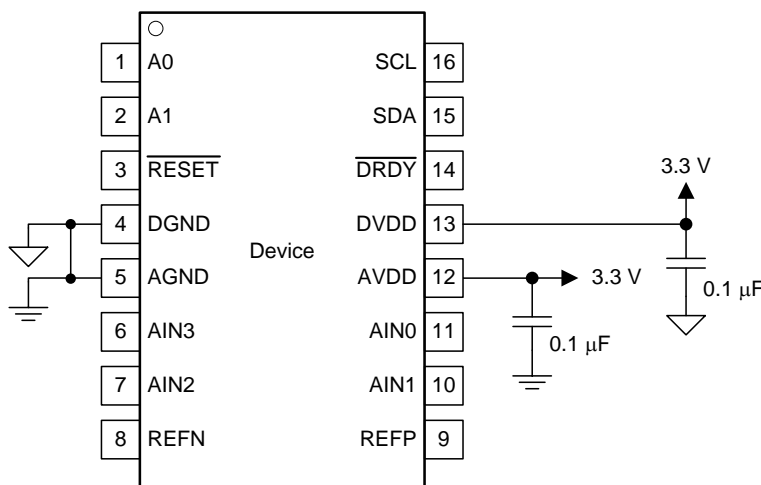 1 A0 SCL 16
2 A1 SDA 15
3 RESET DRDY 14
3.3 V
4 DGND DVDD 13
Device
5 AGND AVDD 12 3.3 V
0.1 μF
6 AIN3 AIN0 11
0.1 μF
7 AIN2 AIN1 10
8 REFN REFP 9